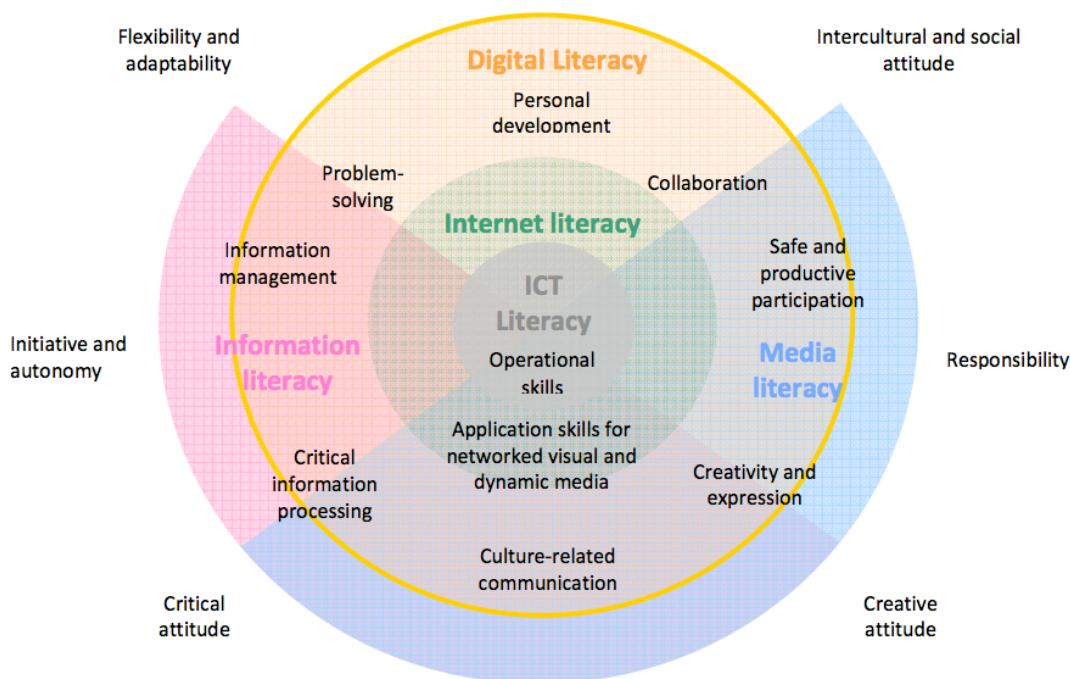 Flexibility and
adaptability
Intercultural and social
attitude
Digital Literacy
Personal
development
Problem-
solving
Collaboration
Internet literacy
Information
management
Safe and
productive
participation
ICT
Literacy
Operational
skills
Initiative and
autonomy
Information
literacy
Media
literacy
Responsibility
Application skills for
networked visual and
dynamic media
Critical
information
processing
Creativity and
expression
Culture-related
communication
Critical
attitude
Creative
attitude